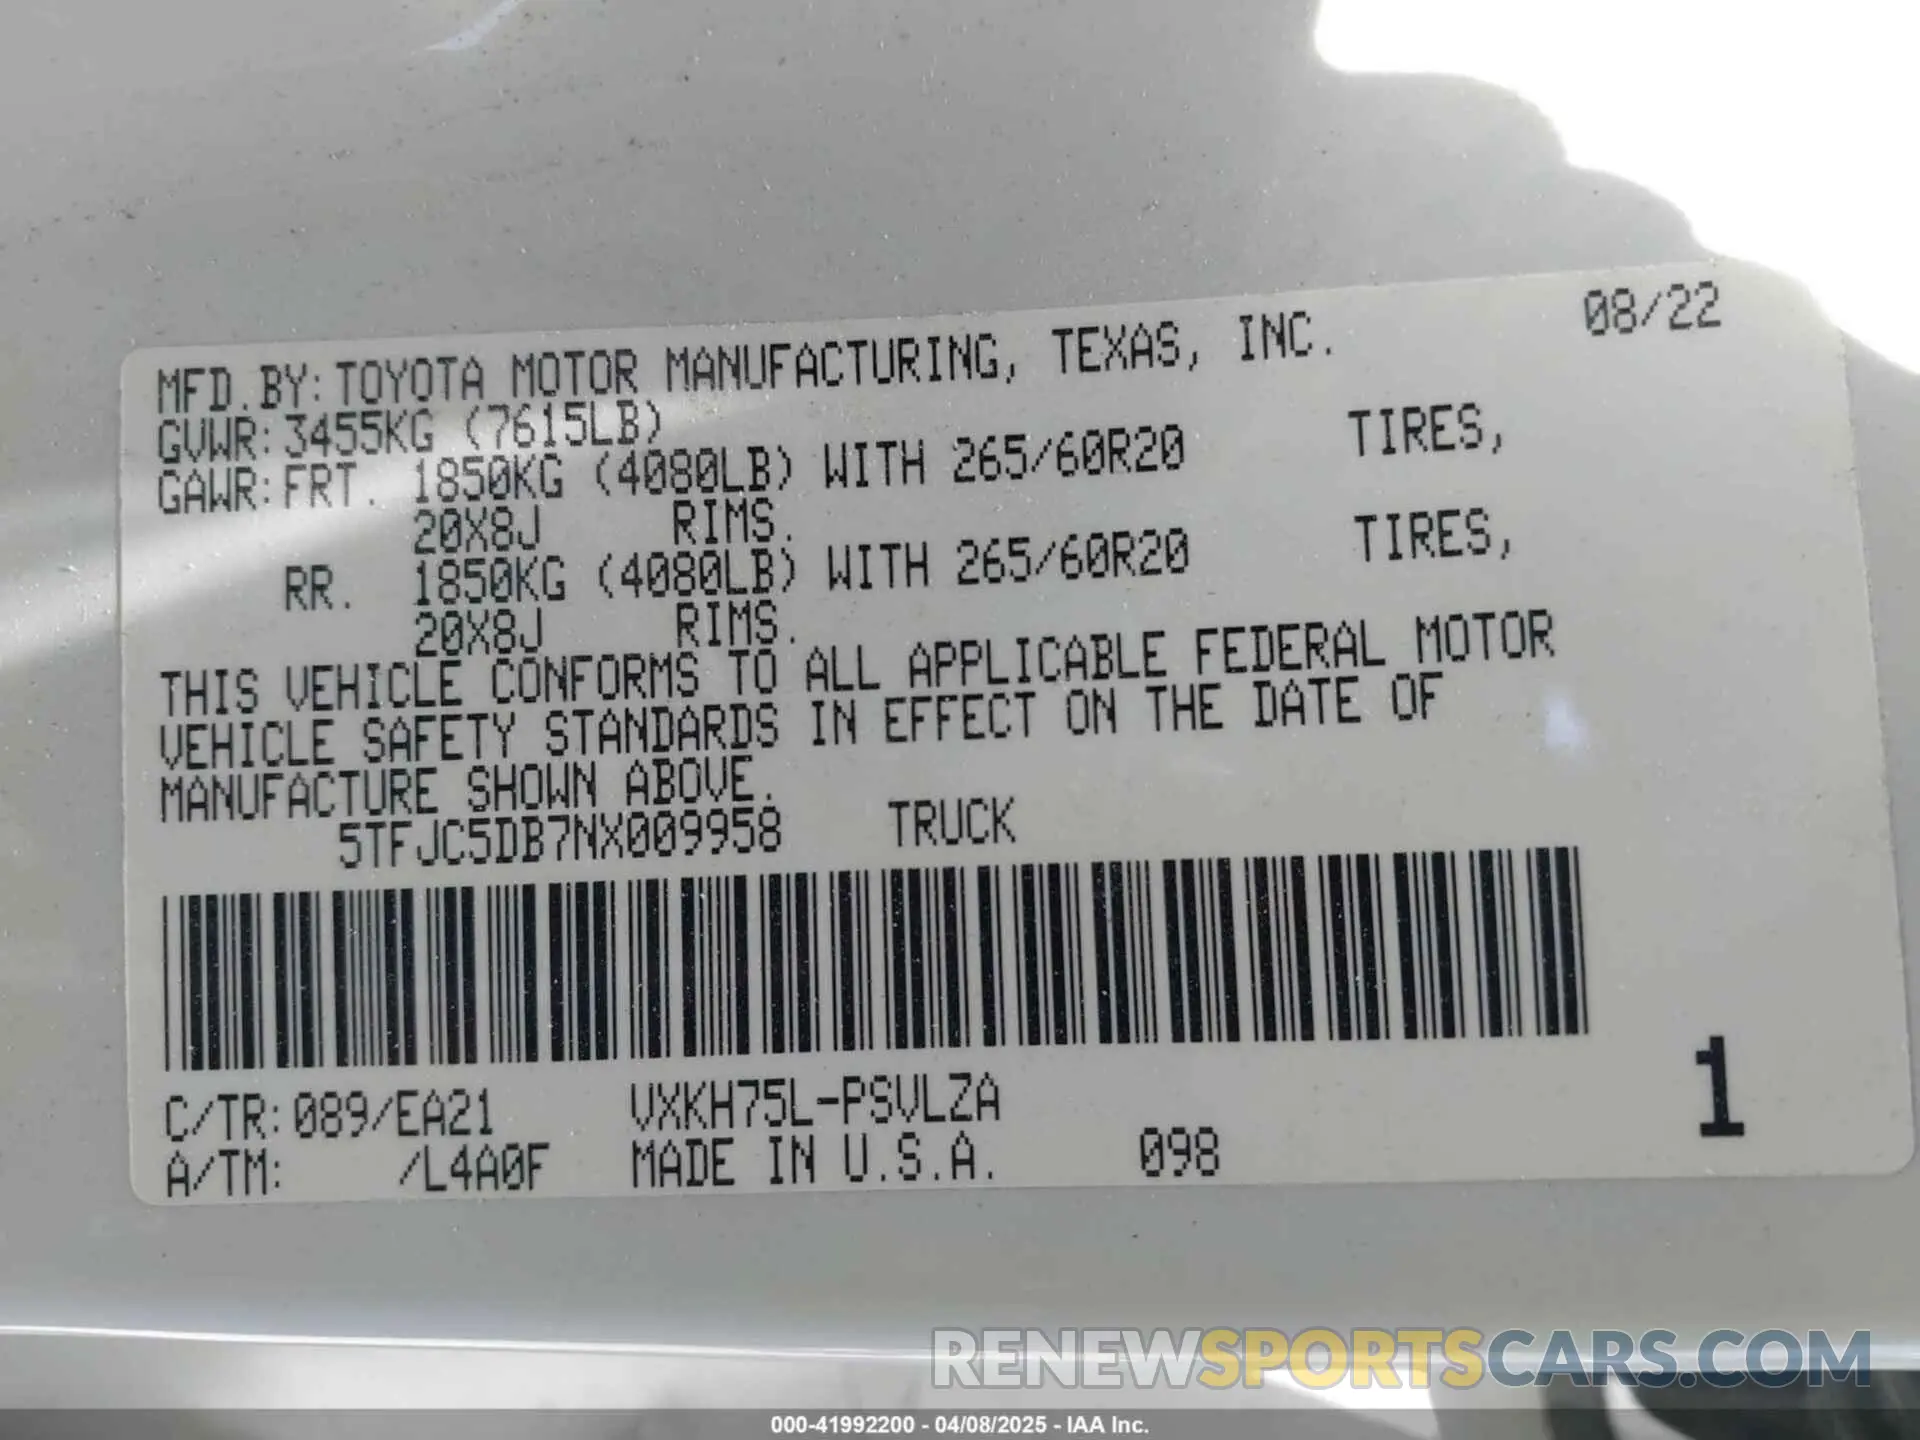 08/22
MFD.BY:TOYOTA MOTOR MANUFACTURING, TEXAS, INC.
GVWR:3455KG (7615LB)
GAWR:FRT. 1850KG (4080LB) WITH 265/60R20 TIRES,
20X8J RIMS.
RR. 1850KG (4080LB) WITH 265/60R20 TIRES,
20X8J RIMS.
THIS VEHICLE CONFORMS TO ALL APPLICABLE FEDERAL MOTOR
VEHICLE SAFETY STANDARDS IN EFFECT ON THE DATE OF
MANUFACTURE SHOWN ABOVE.
5TFJC5DB7NX009958 TRUCK
C/TR:089/EA21 VXKH75L-PSVLZA
A/TM: /L4A0F MADE IN U.S.A. 098
1
RENEWSPORTSCARS.COM
000-41992200 - 04/08/2025 - IAA Inc.